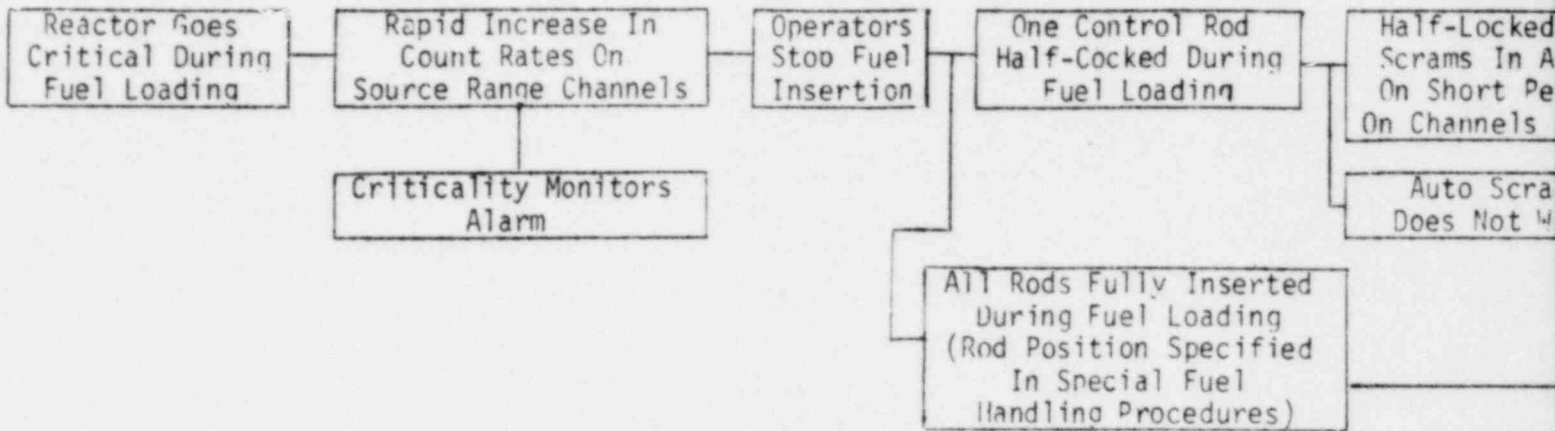 Reactor Goes
Critical During
Fuel Loading
Rapid Increase In
Count Rates On
Source Range Channels
Operators
Stop Fuel
Insertion
One Control Rod
Half-Cocked During
Fuel Loading
Half-Locked
Scrams In A
On Short Pe
On Channels
Criticality Monitors
Alarm
Auto Scra
Does Not W
All Rods Fully Inserted
During Fuel Loading
(Rod Position Specified
In Special Fuel
Handling Procedures)